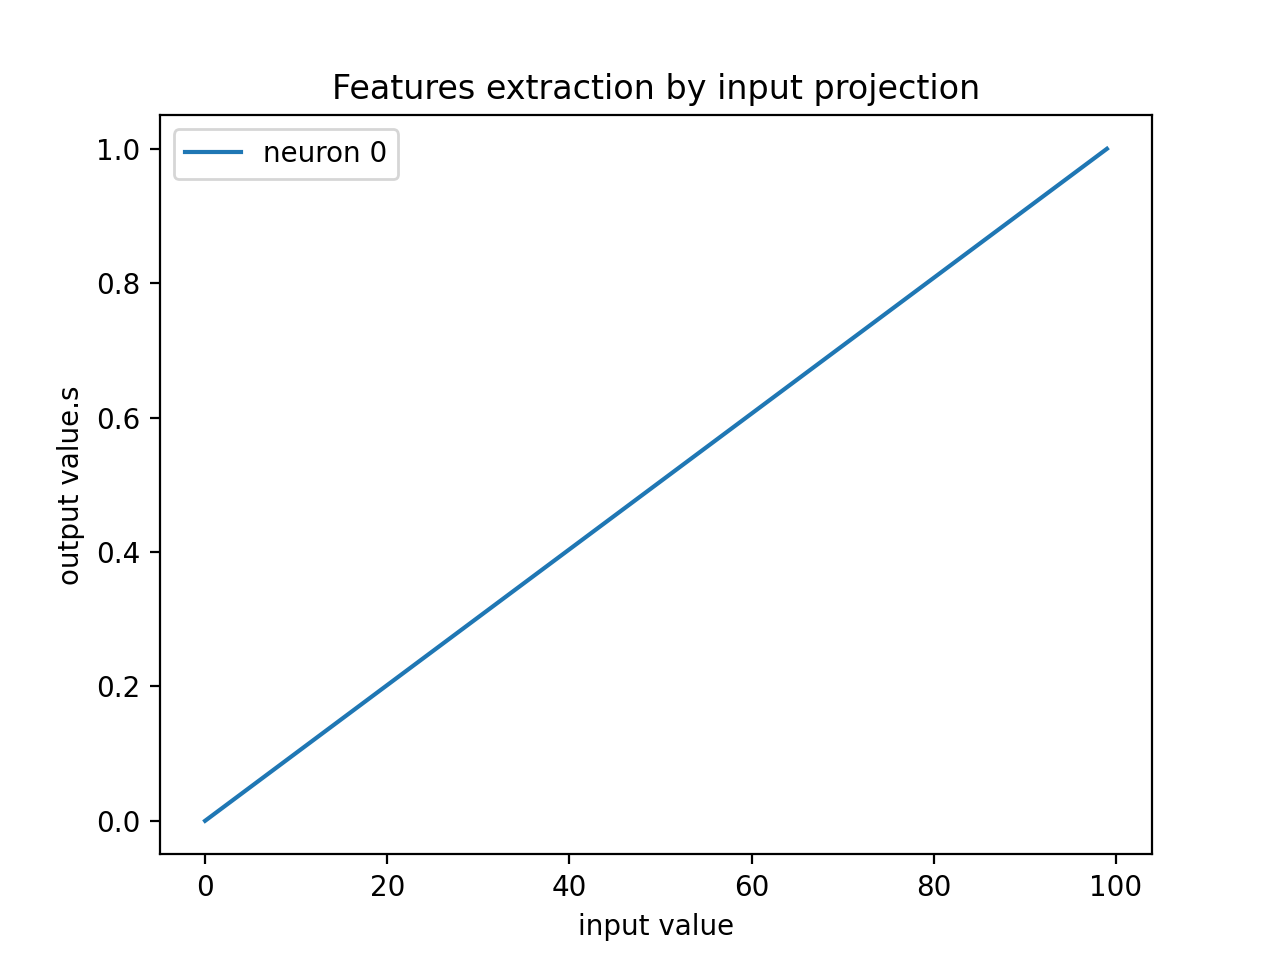 Features extraction by input projection
neuron 0
1.0
0.8
0.6
0.4
0.2
0.0
output value.s
0 20 40 60 80 100
input value